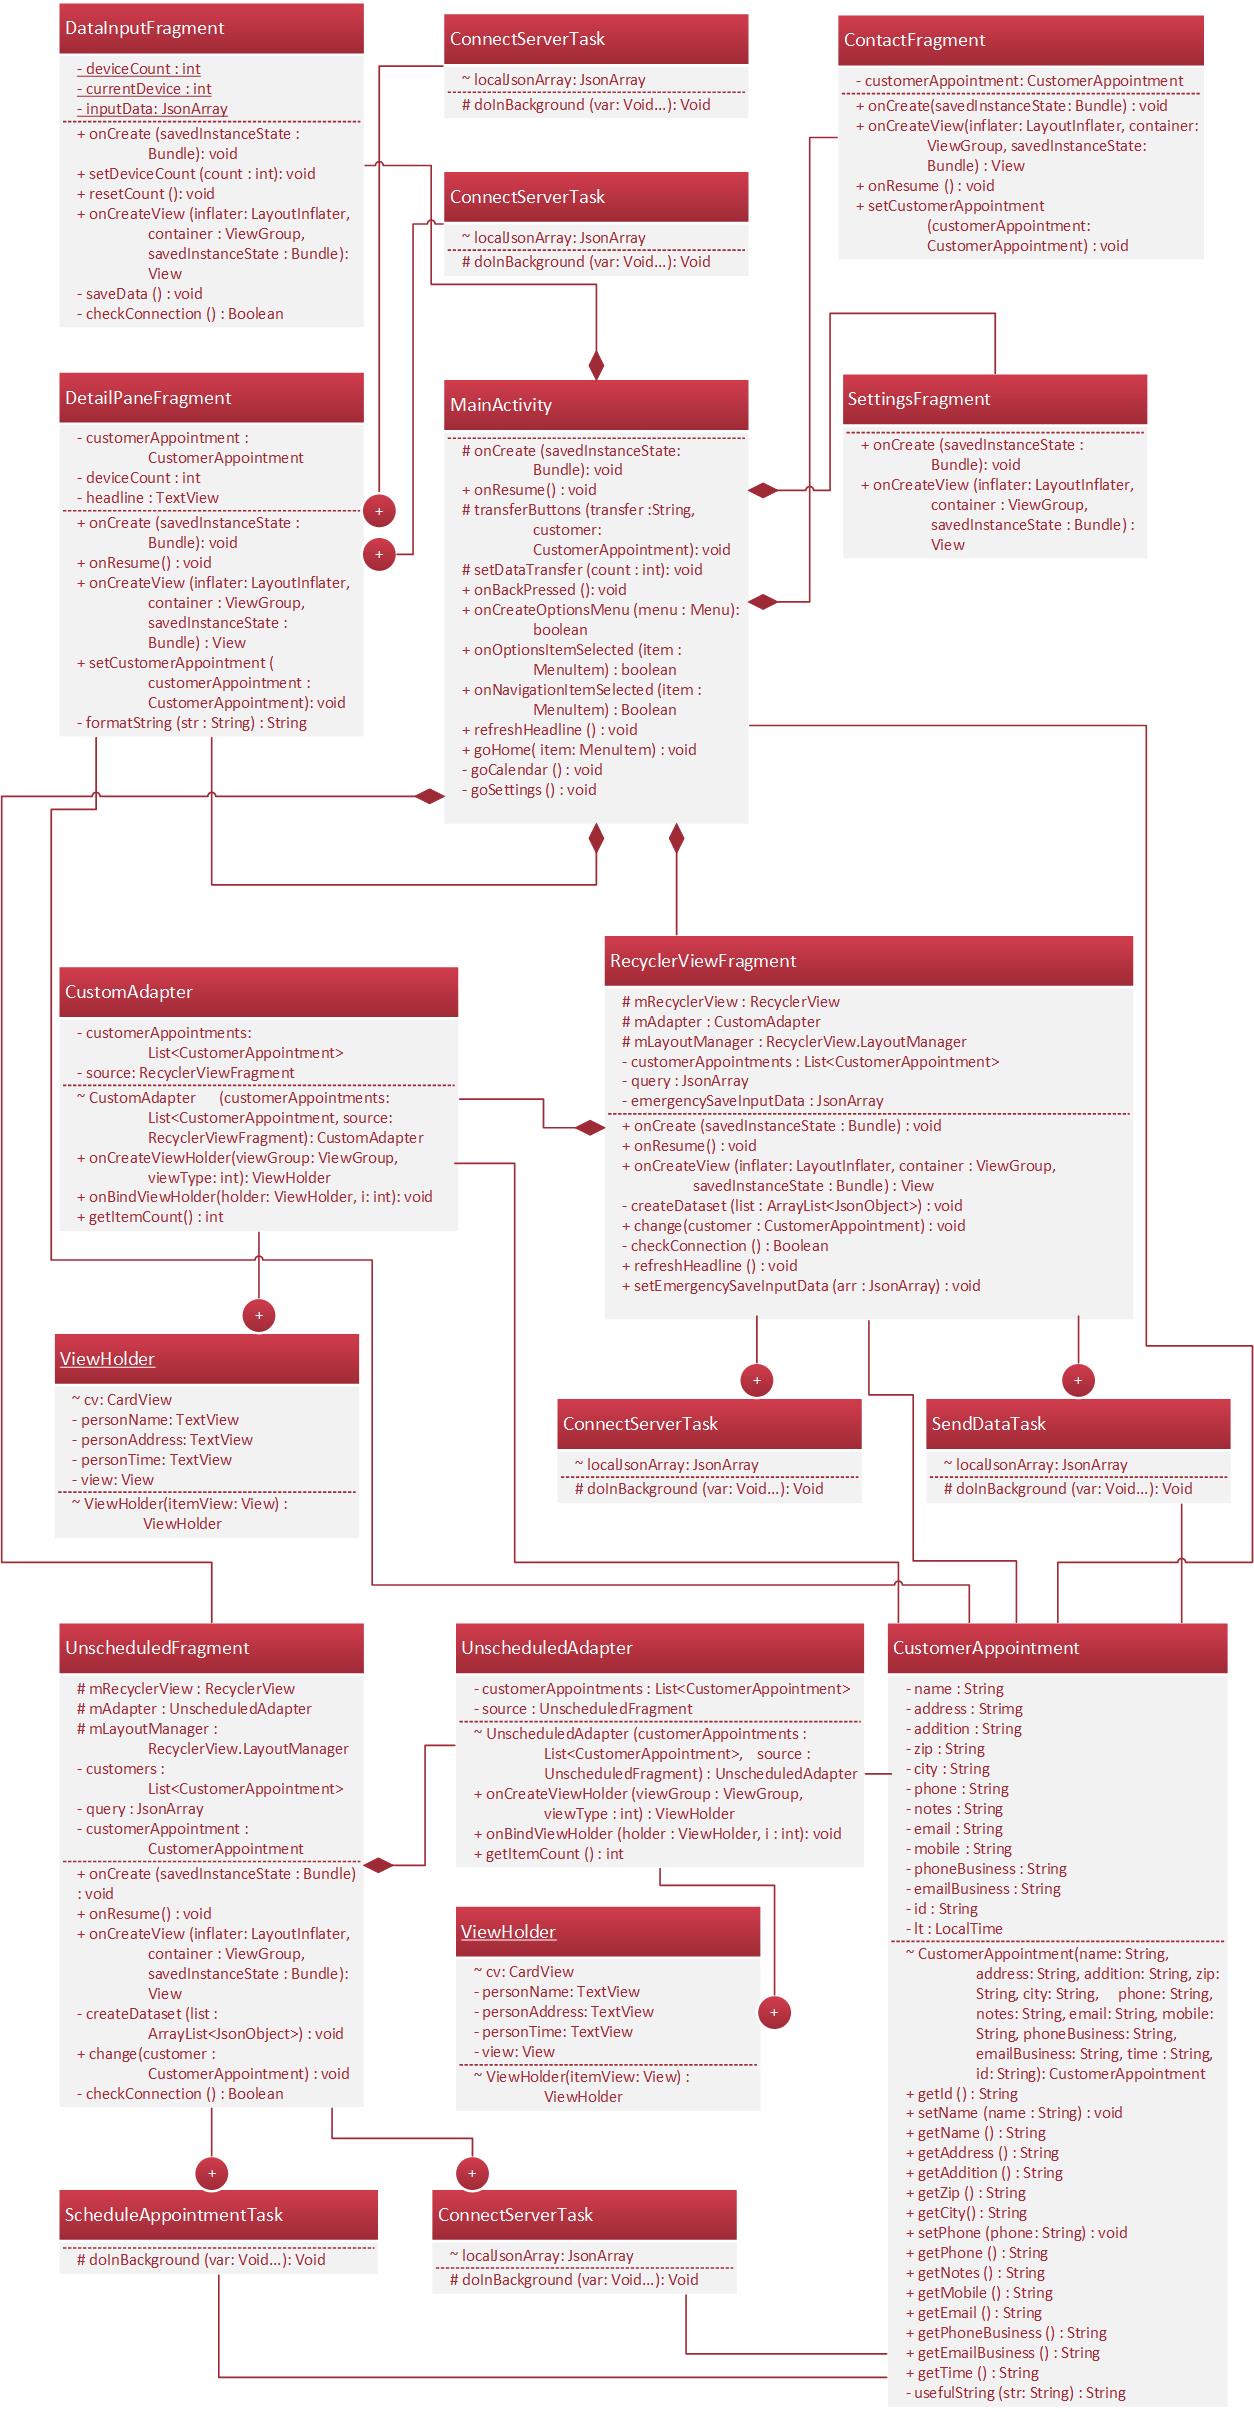 DataInputFragment
- deviceCount : int
- currentDevice : int
- inputData: JsonArray
+ onCreate (savedInstanceState :
Bundle): void
+ setDeviceCount (count : int): void
+ resetCount (): void
+ onCreateView (inflater: LayoutInflater,
container : ViewGroup,
savedInstanceState : Bundle):
View
- saveData () : void
- checkConnection () : Boolean
ConnectServerTask
~ localJsonArray: JsonArray
# doInBackground (var: Void...): Void
ConnectServerTask
~ localJsonArray: JsonArray
# doInBackground (var: Void...): Void
ContactFragment
- customerAppointment: CustomerAppointment
+ onCreate(savedInstanceState: Bundle) : void
+ onCreateView(inflater: LayoutInflater, container:
ViewGroup, savedInstanceState:
Bundle) : View
+ onResume () : void
+ setCustomerAppointment
(customerAppointment:
CustomerAppointment) : void
DetailPaneFragment
- customerAppointment :
CustomerAppointment
- deviceCount : int
- headline : TextView
+ onCreate (savedInstanceState :
Bundle): void
+ onResume() : void
+ onCreateView (inflater: LayoutInflater,
container : ViewGroup,
savedInstanceState :
Bundle) : View
+ setCustomerAppointment (
customerAppointment :
CustomerAppointment): void
- formatString (str : String) : String
+
+
MainActivity
# onCreate (savedInstanceState:
Bundle): void
+ onResume() : void
# transferButtons (transfer :String,
customer:
CustomerAppointment): void
# setDataTransfer (count : int): void
+ onBackPressed (): void
+ onCreateOptionsMenu (menu : Menu):
boolean
+ onOptionsItemSelected (item :
MenuItem) : boolean
+ onNavigationItemSelected (item :
MenuItem) : Boolean
+ refreshHeadline () : void
+ goHome( item: MenuItem) : void
- goCalendar () : void
- goSettings () : void
SettingsFragment
+ onCreate (savedInstanceState :
Bundle): void
+ onCreateView (inflater: LayoutInflater,
container : ViewGroup,
savedInstanceState : Bundle) :
View
CustomAdapter
- customerAppointments:
List<CustomerAppointment>
- source: RecyclerViewFragment
~ CustomAdapter (customerAppointments:
List<CustomerAppointment, source:
RecyclerViewFragment): CustomAdapter
+ onCreateViewHolder(viewGroup: ViewGroup,
viewType: int): ViewHolder
+ onBindViewHolder(holder: ViewHolder, i: int): void
+ getItemCount() : int
+
RecyclerViewFragment
# mRecyclerView : RecyclerView
# mAdapter : CustomAdapter
# mLayoutManager : RecyclerView.LayoutManager
- customerAppointments : List<CustomerAppointment>
- query : JsonArray
- emergencySaveInputData : JsonArray
+ onCreate (savedInstanceState : Bundle) : void
+ onResume() : void
+ onCreateView (inflater: LayoutInflater, container : ViewGroup,
savedInstanceState : Bundle) : View
- createDataset (list : ArrayList<JsonObject>) : void
+ change(customer : CustomerAppointment) : void
- checkConnection () : Boolean
+ refreshHeadline () : void
+ setEmergencySaveInputData (arr : JsonArray) : void
+
+
ViewHolder
~ cv: CardView
- personName: TextView
- personAddress: TextView
- personTime: TextView
- view: View
~ ViewHolder(itemView: View) :
ViewHolder
ConnectServerTask
~ localJsonArray: JsonArray
# doInBackground (var: Void...): Void
SendDataTask
~ localJsonArray: JsonArray
# doInBackground (var: Void...): Void
UnscheduledFragment
# mRecyclerView : RecyclerView
# mAdapter : UnscheduledAdapter
# mLayoutManager :
RecyclerView.LayoutManager
- customers :
List<CustomerAppointment>
- query : JsonArray
- customerAppointment :
CustomerAppointment
+ onCreate (savedInstanceState : Bundle)
: void
+ onResume() : void
+ onCreateView (inflater: LayoutInflater,
container : ViewGroup,
savedInstanceState : Bundle):
View
- createDataset (list :
ArrayList<JsonObject>) : void
+ change(customer :
CustomerAppointment) : void
- checkConnection () : Boolean
UnscheduledAdapter
- customerAppointments : List<CustomerAppointment>
- source : UnscheduledFragment
~ UnscheduledAdapter (customerAppointments :
List<CustomerAppointment>, source :
UnscheduledFragment) : UnscheduledAdapter
+ onCreateViewHolder (viewGroup : ViewGroup,
viewType : int) : ViewHolder
+ onBindViewHolder (holder : ViewHolder, i : int): void
+ getItemCount () : int
ViewHolder
~ cv: CardView
- personName: TextView
- personAddress: TextView
- personTime: TextView
- view: View
~ ViewHolder(itemView: View) :
ViewHolder
+
CustomerAppointment
- name : String
- address : Strimg
- addition : String
- zip : String
- city : String
- phone : String
- notes : String
- email : String
- mobile : String
- phoneBusiness : String
- emailBusiness : String
- id : String
- lt : LocalTime
~ CustomerAppointment(name: String,
address: String, addition: String, zip:
String, city: String, phone: String,
notes: String, email: String, mobile:
String, phoneBusiness: String,
emailBusiness: String, time : String,
id: String): CustomerAppointment
+ getId () : String
+ setName (name : String) : void
+ getName () : String
+ getAddress () : String
+ getAddition () : String
+ getZip () : String
+ getCity() : String
+ setPhone (phone: String) : void
+ getPhone () : String
+ getNotes () : String
+ getMobile () : String
+ getEmail () : String
+ getPhoneBusiness () : String
+ getEmailBusiness () : String
+ getTime () : String
- usefulString (str: String) : String
+
+
ScheduleAppointmentTask
# doInBackground (var: Void...): Void
ConnectServerTask
~ localJsonArray: JsonArray
# doInBackground (var: Void...): Void